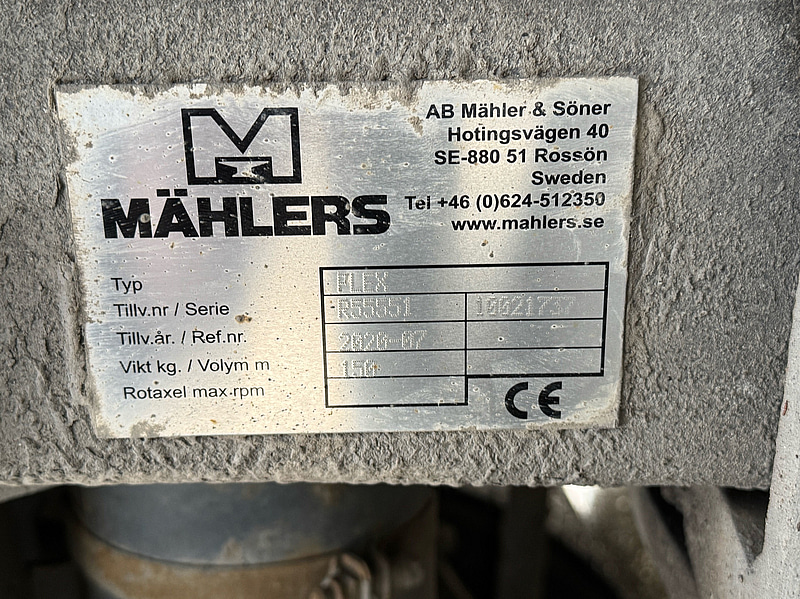 M
MÄHLERS
AB Mähler & Söner
Hotingsvägen 40
SE-880 51 Rossön
Sweden
Tel +46 (0)624-512350
www.mahlers.se
Typ FLEX
Tillv.nr / Serie R55551 10021737
Tillv.år. / Ref.nr. 2020-07
Vikt kg. / Volym m 150
Rotaxel max.rpm
CE